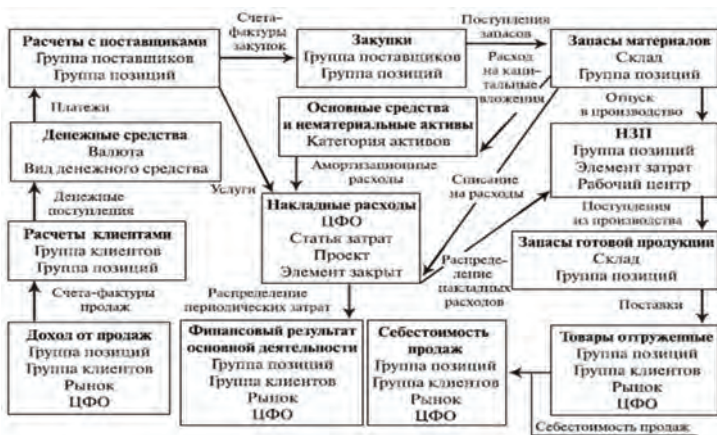 Расчеты с поставщиками
Группа поставщиков
Группа позиций
Счета-
фактуры
закупок
Закупки
Группа поставщиков
Группа позиций
Поступления
запасов
Запасы материалов
Склад
Группа позиций
Платежи
Расход
на капи-
тальные
вложения
Отпуск
в производство
Денежные средства
Валюта
Вид денежного средства
Основные средства
и нематериальные активы
Категория активов
НЗП
Группа позиций
Элемент затрат
Рабочий центр
Денежные
поступления
Услуги
Амортизационные
расходы
Списание
на расходы
Поступления
из производства
Расчеты клиентами
Группа клиентов
Группа позиций
Накладные расходы
ЦФО
Статьи затрат
Проект
Элемент закрыт
Распреде-
ление
накладных
расходов
Запасы готовой продукции
Склад
Группа позиций
Счета-фактуры
продаж
Распределение
периодических затрат
Поставки
Доход от продаж
Группа позиций
Группа клиентов
Рынок
ЦФО
Финансовый результат
основной деятельности
Группа позиций
Группа клиентов
Рынок
ЦФО
Себестоимость
продаж
Группа позиций
Группа клиентов
Рынок
ЦФО
Товары отгруженные
Группа позиций
Группа клиентов
Рынок
ЦФО
Себестоимость продаж